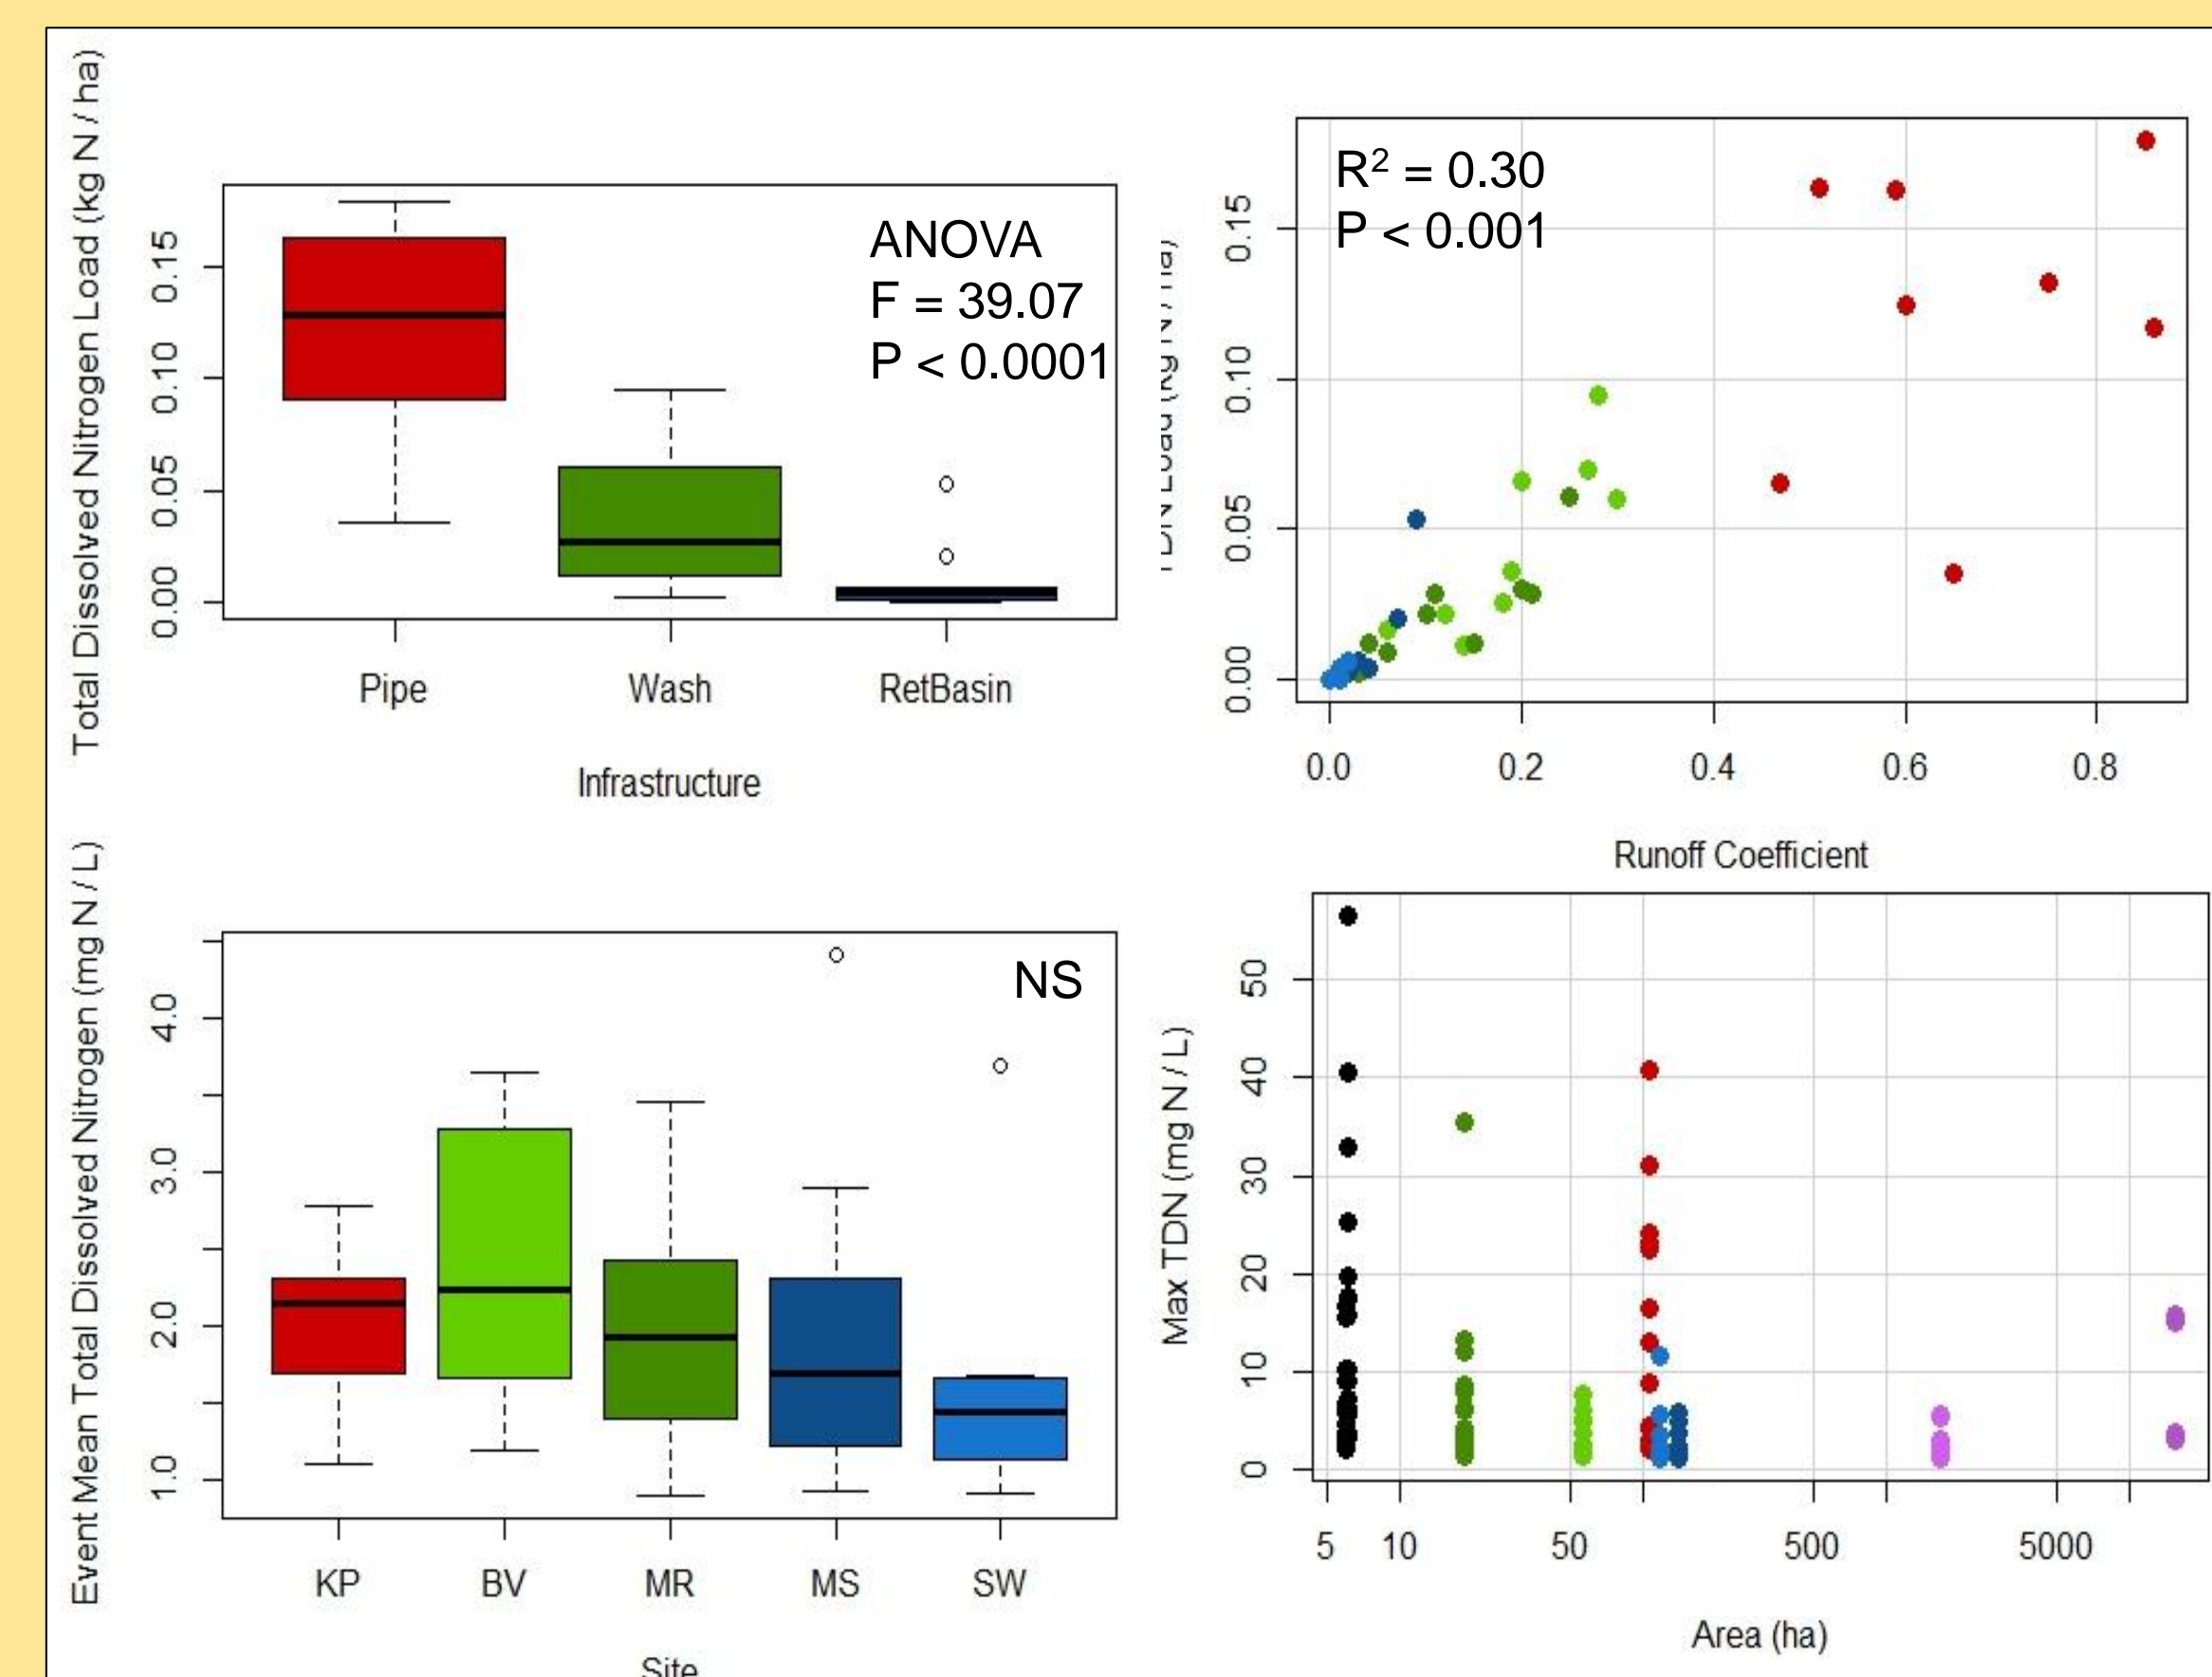 Total Dissolved Nitrogen Load (kg N / ha)
0.15
0.10
0.05
0.00
ANOVA
F = 39.07
P < 0.0001
Pipe Wash RetBasin
Infrastructure
R² = 0.30
P < 0.001
0.15
0.10
0.05
0.00
0.0 0.2 0.4 0.6 0.8
Runoff Coefficient
Event Mean Total Dissolved Nitrogen (mg N / L)
4.0
3.0
2.0
1.0
NS
KP BV MR MS SW
Site
Max TDN (mg N / L)
50
40
30
20
10
0
5 10 50 500 5000
Area (ha)